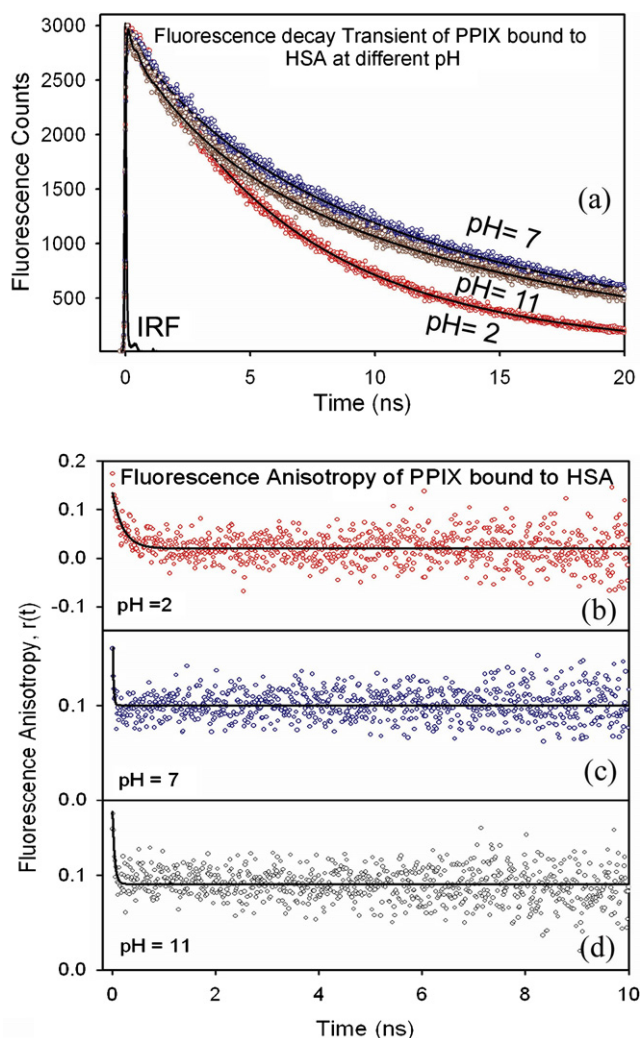 (a)
3000
2500
2000
1500
1000
500
Fluorescence Counts
Fluorescence decay Transient of PPIX bound to
HSA at different pH
pH= 7
pH= 11
pH= 2
IRF
0
5
10
15
20
Time (ns)
Fluorescence Anisotropy, r(t)
0.2
0.1
0.0
-0.1
Fluorescence Anisotropy of PPIX bound to HSA
pH =2
(b)
0.1
0.0
pH = 7
(c)
0.1
0.0
pH = 11
(d)
0
2
4
6
8
10
Time (ns)